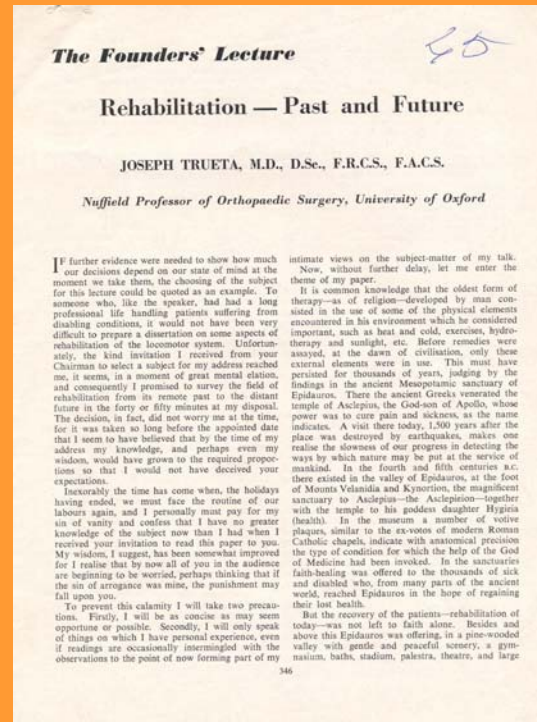 65
The Founders' Lecture
Rehabilitation — Past and Future
JOSEPH TRUETA, M.D., D.Sc., F.R.C.S., F.A.C.S.
Nuffield Professor of Orthopaedic Surgery, University of Oxford
IF further evidence were needed to show how much
our decisions depend on our state of mind at the
moment we take them, the choosing of the subject
for this lecture could be quoted as an example. To
someone who, like the speaker, had had a long
professional life handling patients suffering from
disabling conditions, it would not have been very
difficult to prepare a dissertation on some aspects of
rehabilitation of the locomotor system. Unfortun-
ately, the kind invitation I received from your
Chairman to select a subject for my address reached
me, it seems, in a moment of great mental elation,
and consequently I promised to survey the field of
rehabilitation from its remote past to the distant
future in the forty or fifty minutes at my disposal.
The decision, in fact, did not worry me at the time,
for it was taken so long before the appointed date
that I seem to have believed that by the time of my
address my knowledge, and perhaps even my
wisdom, would have grown to the required propor-
tions so that I would not have deceived your
expectations.
Inexorably the time has come when, the holidays
having ended, we must face the routine of our
labours again, and I personally must pay for my
sin of vanity and confess that I have no greater
knowledge of the subject now than I had when I
received your invitation to read this paper to you.
My wisdom, I suggest, has been somewhat improved
for I realise that by now all of you in the audience
are beginning to be worried, perhaps thinking that if
the sin of arrogance was mine, the punishment may
fall upon you.
To prevent this calamity I will take two precau-
tions. Firstly, I will be as concise as may seem
opportune or possible. Secondly, I will only speak
of things on which I have personal experience, even
if readings are occasionally intermingled with the
observations to the point of now forming part of my
intimate views on the subject-matter of my talk.
Now, without further delay, let me enter the
theme of my paper.
It is common knowledge that the oldest form of
therapy—as of religion—developed by man con-
sisted in the use of some of the physical elements
encountered in his environment which he considered
important, such as heat and cold, exercises, hydro-
therapy and sunlight, etc. Before remedies were
assayed, at the dawn of civilisation, only these
external elements were in use. This must have
persisted for thousands of years, judging by the
findings in the ancient Mesopotamic sanctuary of
Epidauros. There the ancient Greeks venerated the
temple of Asclepius, the God-son of Apollo, whose
power was to cure pain and sickness, as the name
indicates. A visit there today, 1,500 years after the
place was destroyed by earthquakes, makes one
realise the slowness of our progress in detecting the
ways by which nature may be put at the service of
mankind. In the fourth and fifth centuries B.C.
there existed in the valley of Epidauros, at the foot
of Mounts Velanidia and Kynortion, the magnificent
sanctuary to Asclepius—the Asclepieion—together
with the temple to his goddess daughter Hygieia
(health). In the museum a number of votive
plaques, similar to the ex-votos of modern Roman
Catholic chapels, indicate with anatomical precision
the type of condition for which the help of the God
of Medicine had been invoked. In the sanctuaries
faith-healing was offered to the thousands of sick
and disabled who, from many parts of the ancient
world, reached Epidauros in the hope of regaining
their lost health.
But the recovery of the patients—rehabilitation of
today—was not left to faith alone. Besides and
above this Epidauros was offering, in a pine-wooded
valley with gentle and peaceful scenery, a gym-
nasium, baths, stadium, palestra, theatre, and large
346